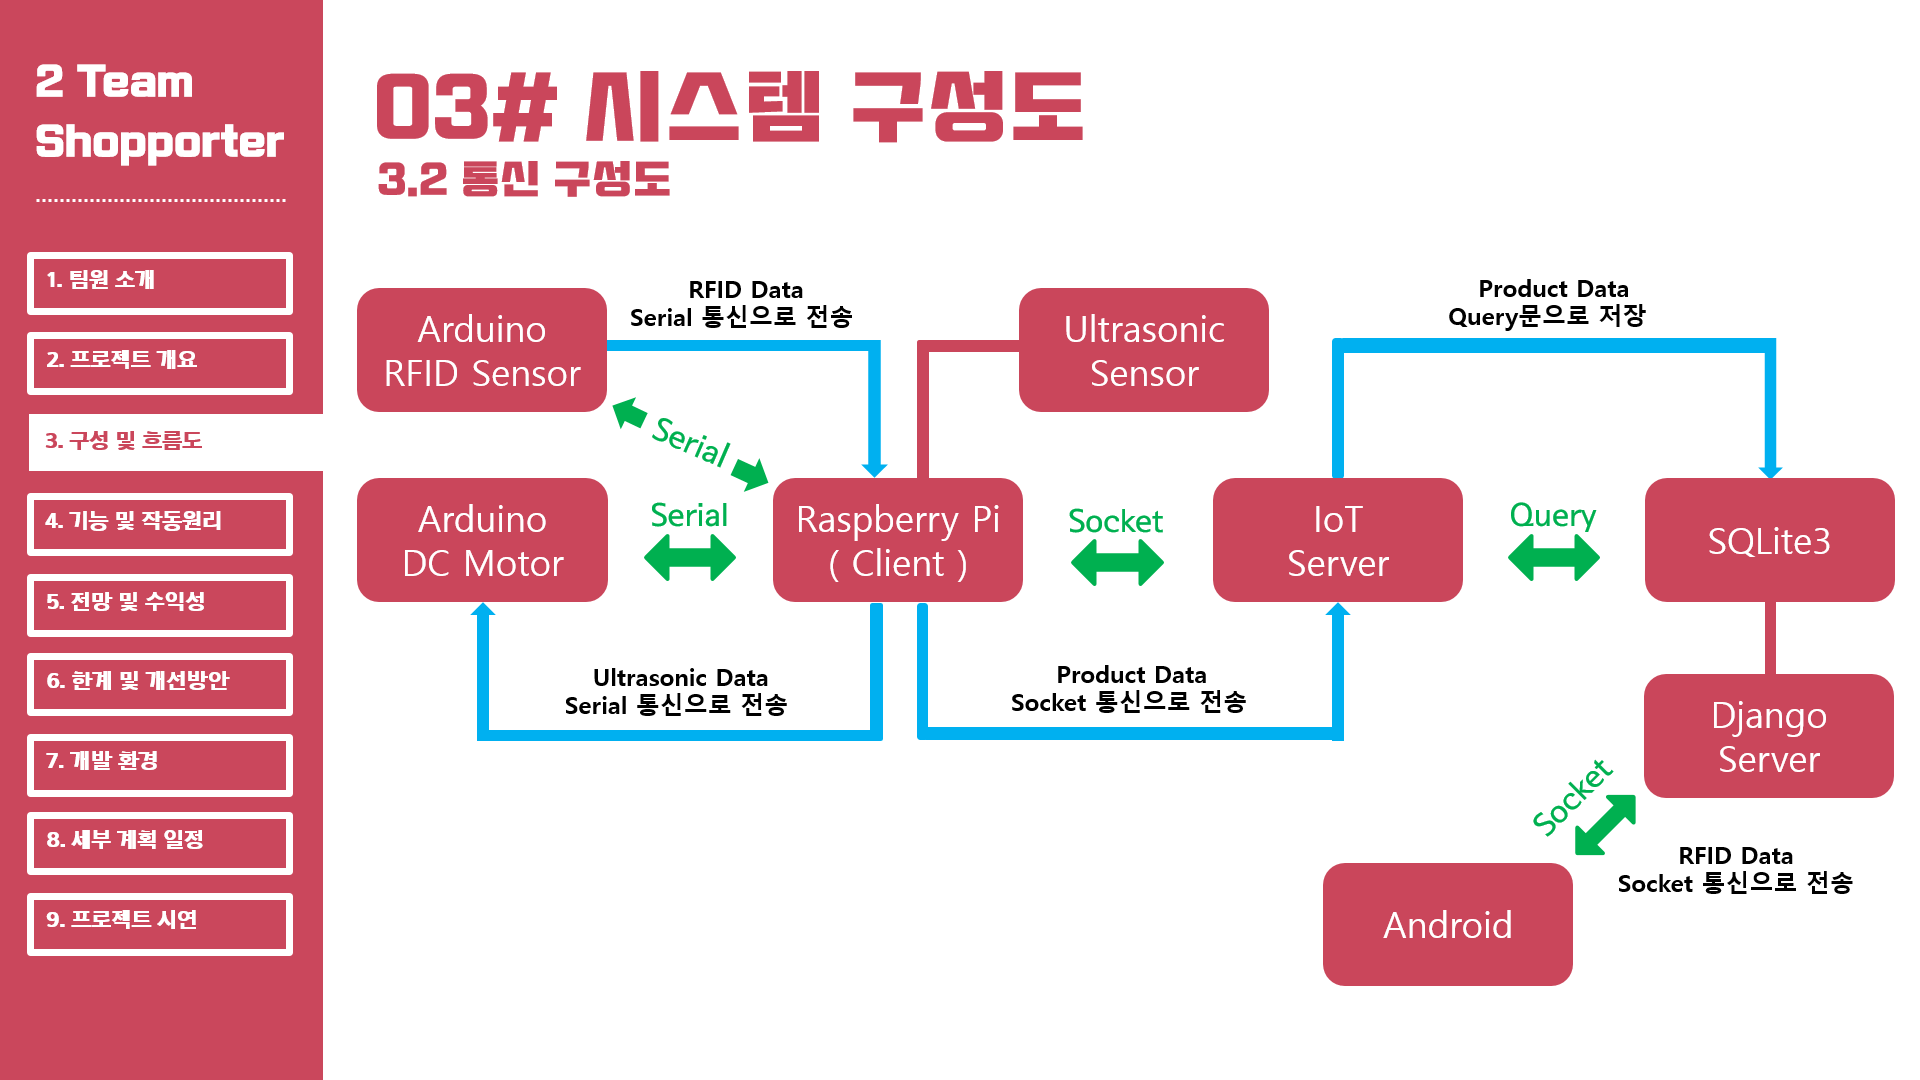 2 Team
Shopporter
1. 팀원 소개
2. 프로젝트 개요
3. 구성 및 흐름도
4. 기능 및 작동원리
5. 전망 및 수익성
6. 한계 및 개선방안
7. 개발 환경
8. 세부 계획 일정
9. 프로젝트 시연
03# 시스템 구성도
3.2 통신 구성도
Arduino
RFID Sensor
RFID Data
Serial 통신으로 전송
Ultrasonic
Sensor
Product Data
Query문으로 저장
Serial
Arduino
DC Motor
Serial
Raspberry Pi
( Client )
Socket
IoT
Server
Query
SQLite3
Ultrasonic Data
Serial 통신으로 전송
Product Data
Socket 통신으로 전송
Django
Server
Socket
RFID Data
Socket 통신으로 전송
Android